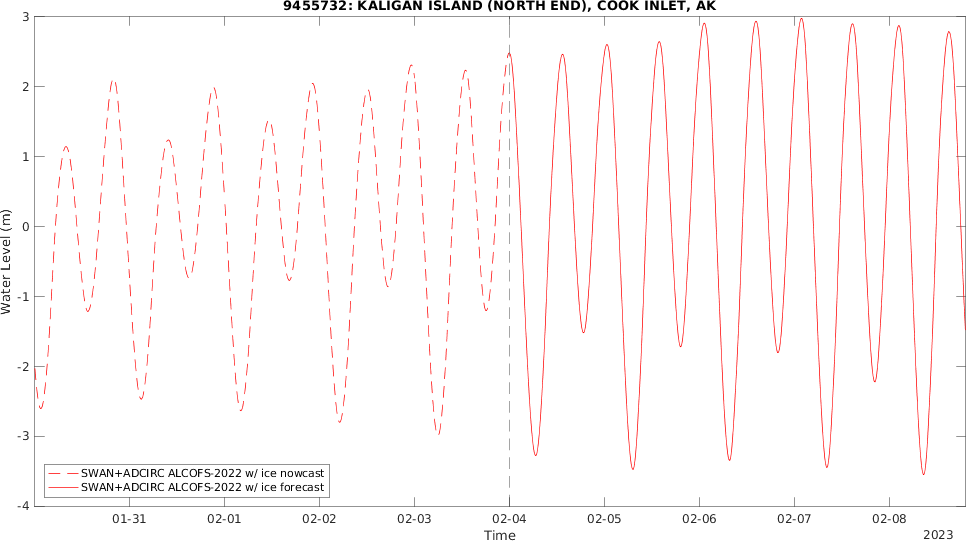 9455732: KALIGAN ISLAND (NORTH END), COOK INLET, AK
3
2
1
0
-1
-2
-3
-4
Water Level (m)
SWAN+ADCIRC ALCOFS-2022 w/ ice nowcast
SWAN+ADCIRC ALCOFS-2022 w/ ice forecast
01-31 02-01 02-02 02-03 02-04 02-05 02-06 02-07 02-08
Time
2023